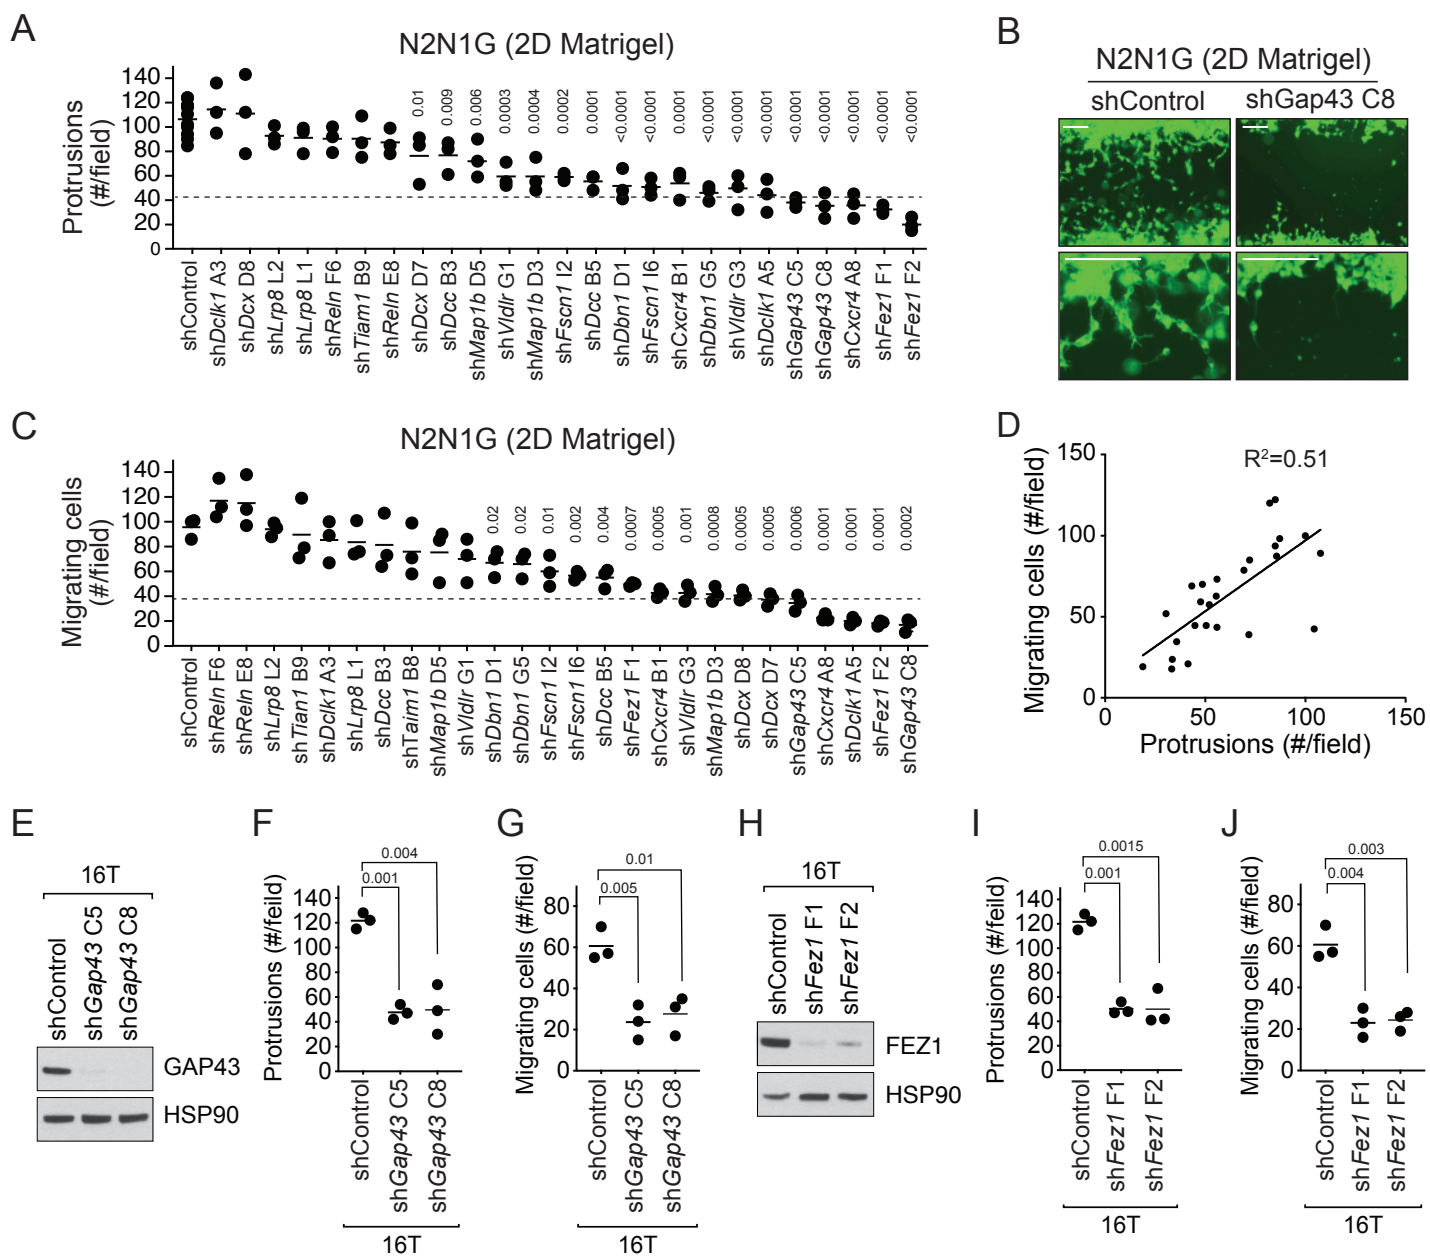 A
N2N1G (2D Matrigel)
Protrusions
(#/field)
140
120
100
80
60
40
20
0
0.01
0.009
0.006
0.0003
0.0004
0.0002
0.0001
<0.0001
<0.0001
0.0001
<0.0001
<0.0001
<0.0001
<0.0001
<0.0001
<0.0001
<0.0001
<0.0001
shControl
shDclk1 A3
shDcx D8
shLrp8 L2
shLrp8 L1
shReln F6
shTiam1 B9
shReln E8
shDcx D7
shDcc B3
shMap1b D5
shVldlr G1
shMap1b D3
shFscn1 I2
shDcc B5
shDbn1 D1
shFscn1 I6
shCxcr4 B1
shDbn1 G5
shVldlr G3
shDclk1 A5
shGap43 C5
shGap43 C8
shCxcr4 A8
shFez1 F1
shFez1 F2
B
N2N1G (2D Matrigel)
shControl
shGap43 C8
C
N2N1G (2D Matrigel)
Migrating cells
(#/field)
140
120
100
80
60
40
20
0
0.02
0.02
0.01
0.002
0.004
0.0007
0.0005
0.001
0.0008
0.0005
0.0005
0.0006
0.0001
0.0001
0.0001
0.0002
shControl
shReln F6
shReln E8
shLrp8 L2
shTian1 B9
shDclk1 A3
shLrp8 L1
shDcc B3
shTaim1 B8
shMap1b D5
shVldlr G1
shDbn1 D1
shDbn1 G5
shFscn1 I2
shFscn1 I6
shDcc B5
shFez1 F1
shCxcr4 B1
shVldlr G3
shMap1b D3
shDcx D8
shDcx D7
shGap43 C5
shCxcr4 A8
shDclk1 A5
shFez1 F2
shGap43 C8
D
Migrating cells (#/field)
150
100
50
0
R²=0.51
0
50
100
150
Protrusions (#/field)
E
16T
shControl
shGap43 C5
shGap43 C8
GAP43
HSP90
F
Protrusions (#/feild)
140
120
100
80
60
40
20
0
0.004
0.001
shControl
shGap43 C5
shGap43 C8
16T
G
Migrating cells (#/field)
80
60
40
20
0
0.01
0.005
shControl
shGap43 C5
shGap43 C8
16T
H
16T
shControl
shFez1 F1
shFez1 F2
FEZ1
HSP90
I
Protrusions (#/feild)
140
120
100
80
60
40
20
0
0.0015
0.001
shControl
shFez1 F1
shFez1 F2
16T
J
Migrating cells (#/field)
80
60
40
20
0
0.003
0.004
shControl
shFez1 F1
shFez1 F2
16T